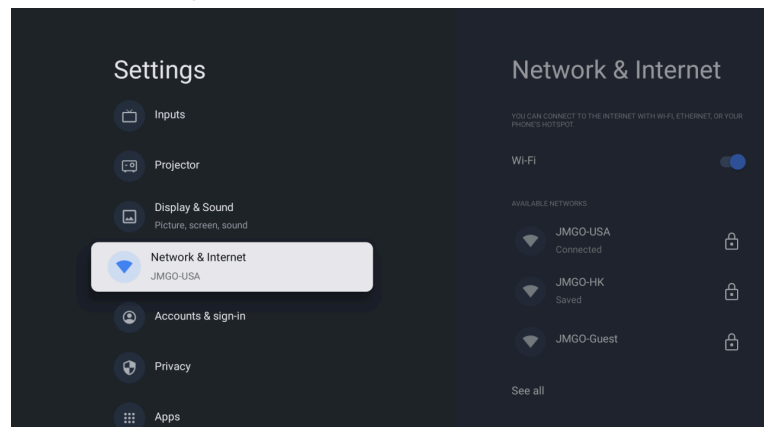 Settings
Inputs
Projector
Display & Sound
Picture, screen, sound
Network & Internet
JMGO-USA
Accounts & sign-in
Privacy
Apps
Network & Internet
YOU CAN CONNECT TO THE INTERNET WITH WI-FI, ETHERNET, OR YOUR
PHONE'S HOTSPOT.
Wi-Fi
AVAILABLE NETWORKS
JMGO-USA
Connected
JMGO-HK
Saved
JMGO-Guest
See all